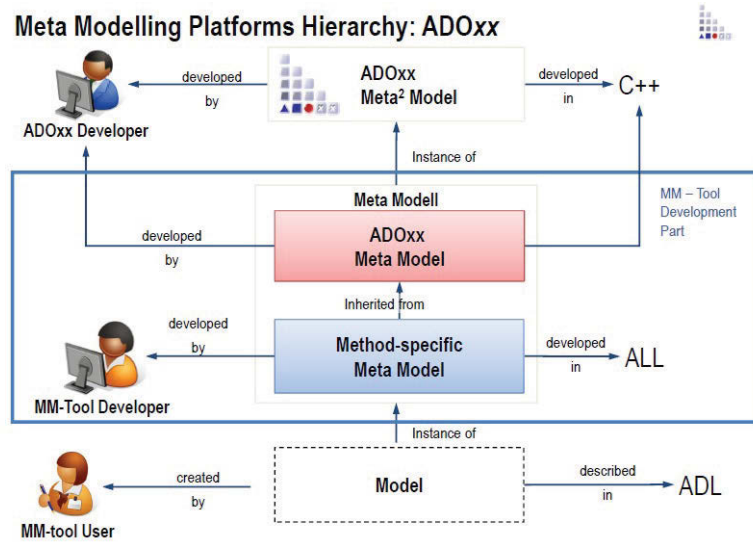 Meta Modelling Platforms Hierarchy: ADOxx
developed
by
ADOxx
Meta² Model
developed
in
C++
ADOxx Developer
Instance of
Meta Modell
MM – Tool
Development
Part
developed
by
ADOxx
Meta Model
Inherited from
developed
by
Method-specific
Meta Model
developed
in
ALL
MM-Tool Developer
Instance of
created
by
Model
described
in
ADL
MM-tool User